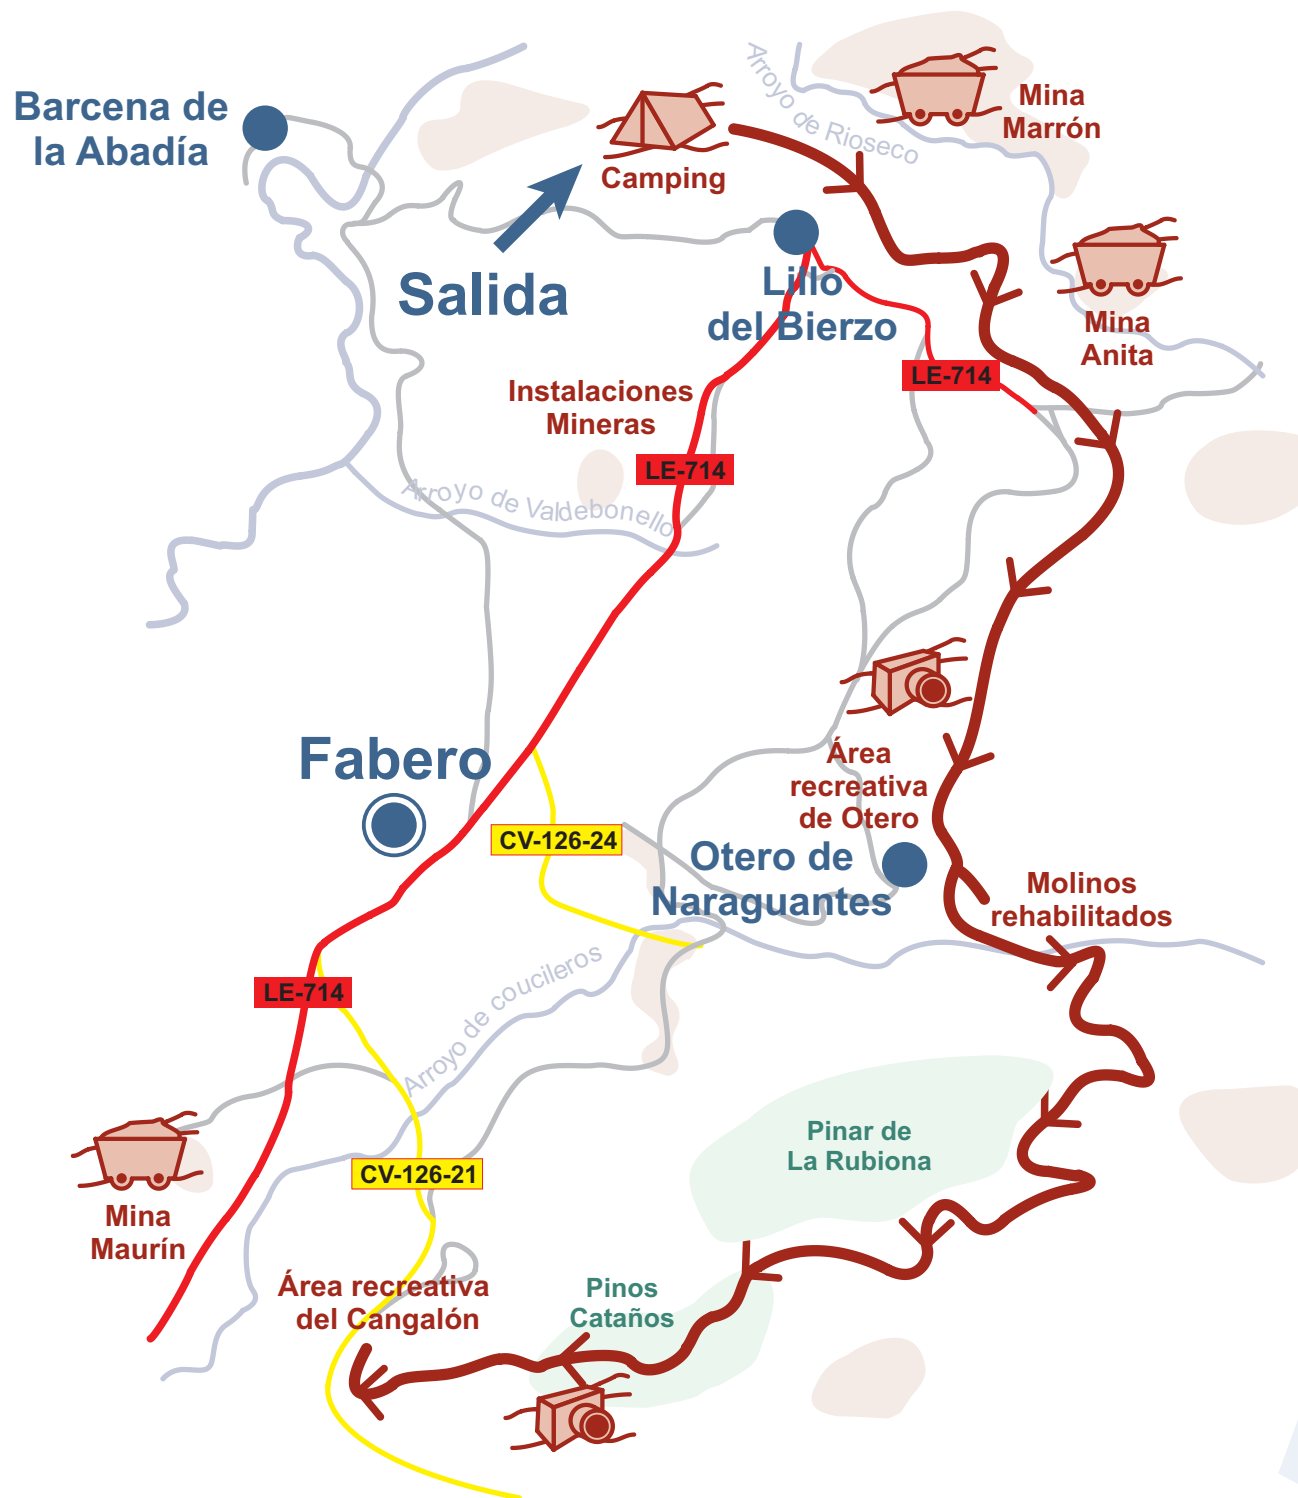 Barcena de
la Abadía
Camping
Salida
Arroyo de Rioseco
Mina
Marrón
Mina
Anita
Lillo
del Bierzo
LE-714
Instalaciones
Mineras
LE-714
Arroyo de Valdebonello
Fabero
CV-126-24
Área
recreativa
de Otero
Otero de
Naraguantes
Molinos
rehabilitados
LE-714
Arroyo de coucileros
Pinar de
La Rubiona
CV-126-21
Mina
Maurín
Área recreativa
del Cangalón
Pinos
Cataños